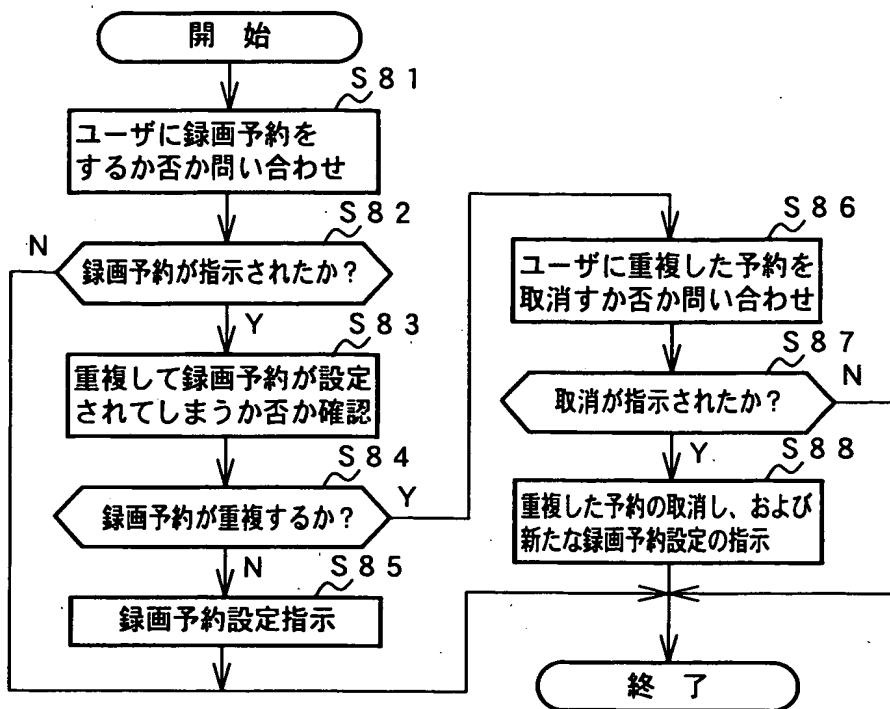 開 始
S81
ユーザに録画予約を
するか否か問い合わせ
S82
N
録画予約が指示されたか？
Y
S83
重複して録画予約が設定
されてしまうか否か確認
S84
録画予約が重複するか？
Y
N
S85
録画予約設定指示
S86
ユーザに重複した予約を
取消すか否か問い合わせ
S87
取消が指示されたか？
N
Y
S88
重複した予約の取消し、および
新たな録画予約設定の指示
終 了